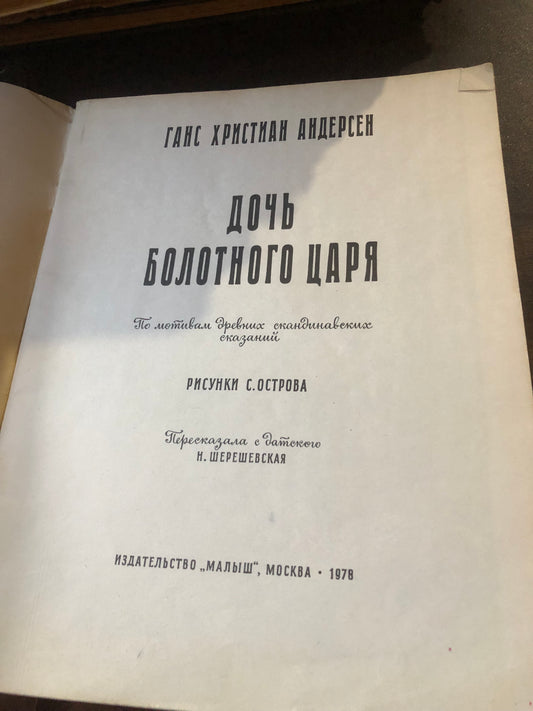 ГАНС ХРИСТИАН АНДЕРСЕН
ДОЧЬ
БОЛОТНОГО ЦАРЯ
По мотивам древних скандинавских
сказаний
РИСУНКИ С. ОСТРОВА
Пересказала с датского
Н. ШЕРЕШЕВСКАЯ
ИЗДАТЕЛЬСТВО „МАЛЫШ“, МОСКВА · 1978